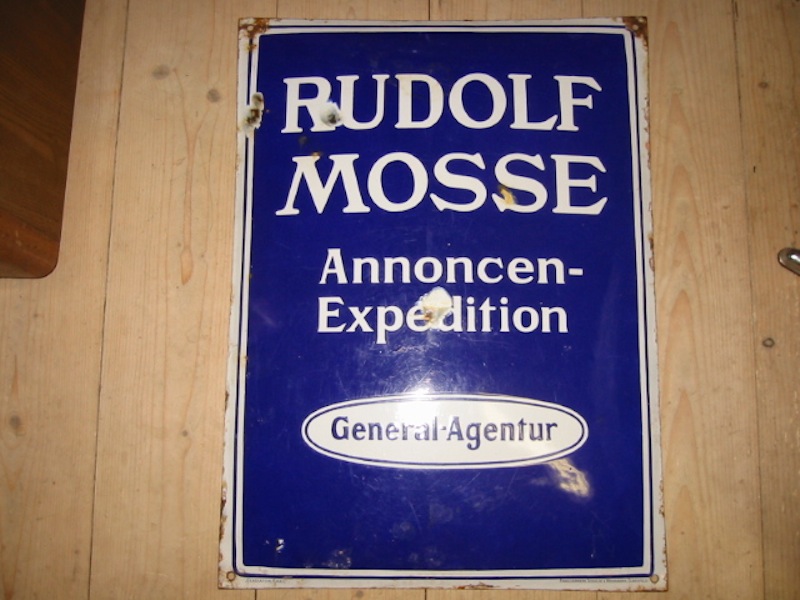 RUDOLF
MOSSE
Annoncen-
Expedition
General-Agentur